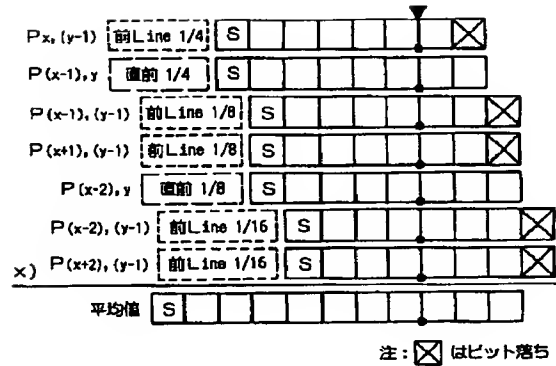 Px, (y-1) 前Line 1/4 S
P(x-1),y 直前 1/4 S
P(x-1),(y-1) 前Line 1/8 S
P(x+1),(y-1) 前Line 1/8 S
P(x-2),y 直前 1/8 S
P(x-2),(y-1) 前Line 1/16 S
×) P(x+2),(y-1) 前Line 1/16 S
平均値 S
注: はビット落ち